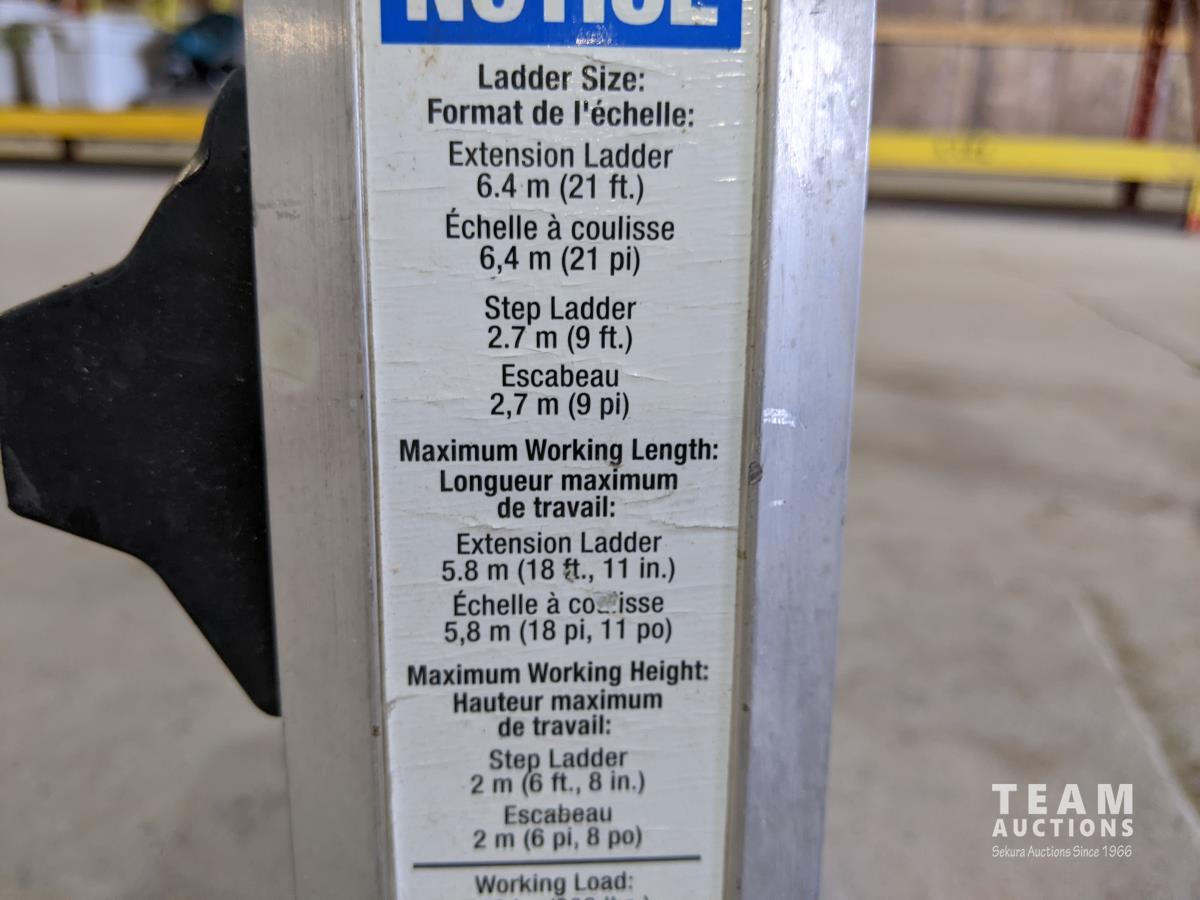 NOTICE
Ladder Size:
Format de l'échelle:
Extension Ladder
6.4 m (21 ft.)
Échelle à coulisse
6,4 m (21 pi)
Step Ladder
2.7 m (9 ft.)
Escabeau
2,7 m (9 pi)
Maximum Working Length:
Longueur maximum
de travail:
Extension Ladder
5.8 m (18 ft., 11 in.)
Échelle à coulisse
5,8 m (18 pi, 11 po)
Maximum Working Height:
Hauteur maximum
de travail:
Step Ladder
2 m (6 ft., 8 in.)
Escabeau
2 m (6 pi, 8 po)
Working Load:
TEAM
AUCTIONS
Sekura Auctions Since 1966